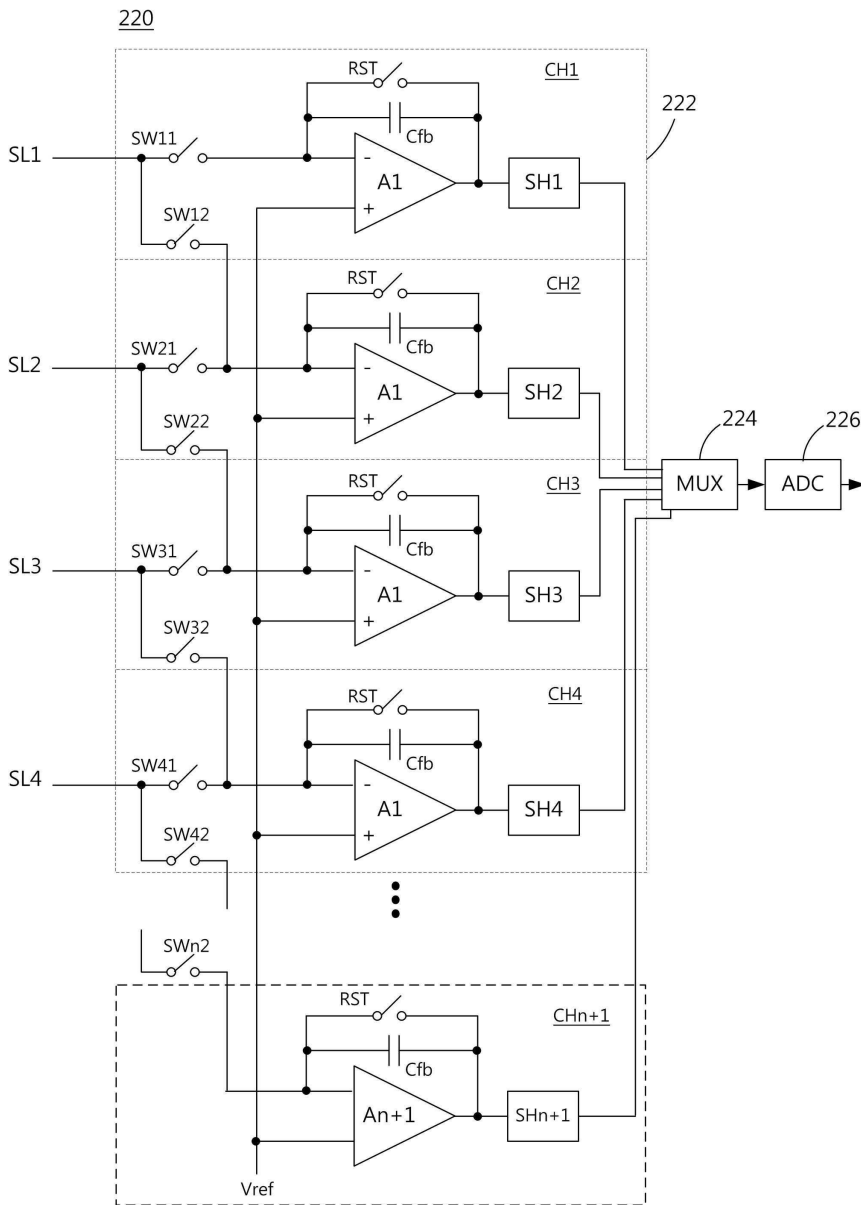 220
RST
CH1
222
SW11
Cfb
SL1
-
A1
SH1
+
SW12
RST
CH2
SW21
Cfb
SL2
-
A1
SH2
+
SW22
224
226
RST
CH3
MUX
ADC
SW31
Cfb
SL3
-
A1
SH3
+
SW32
RST
CH4
SW41
Cfb
SL4
-
A1
SH4
+
SW42
SWn2
RST
CHn+1
Cfb
An+1
SHn+1
Vref